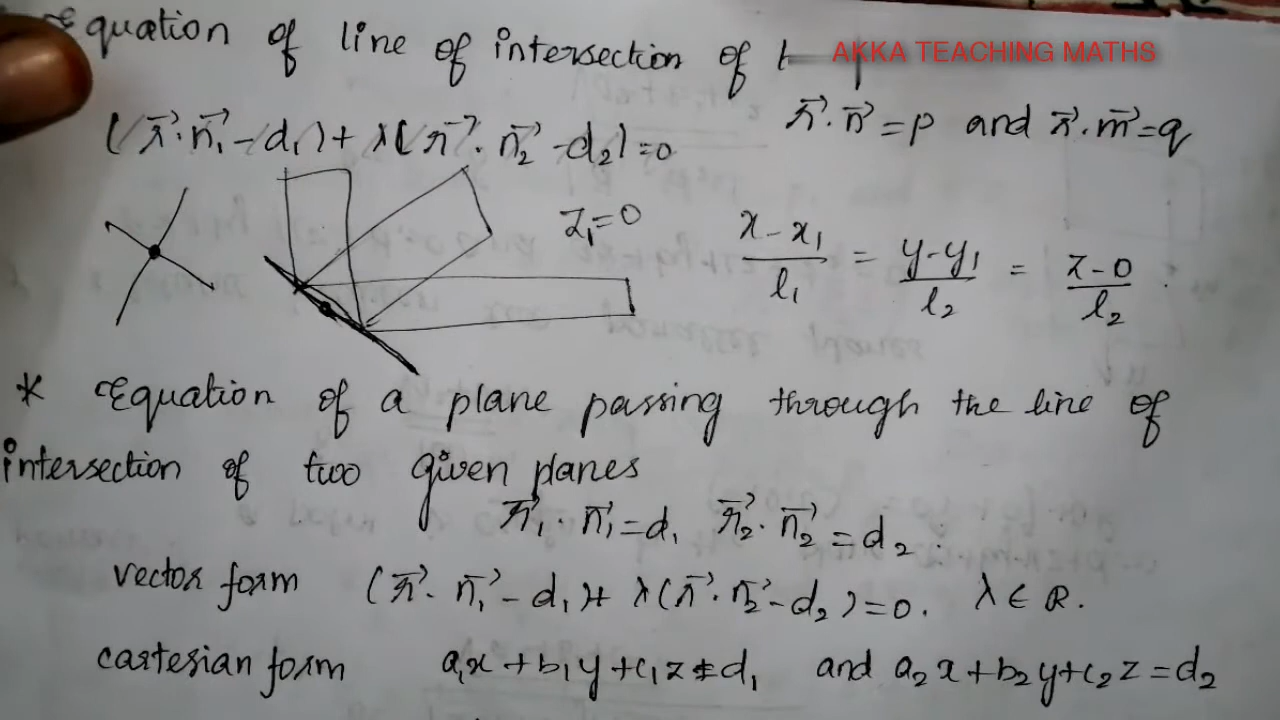 Equation of line of intersection of t
AKKA TEACHING MATHS
(r⃗·n⃗₁-d₁)+λ(r⃗·n⃗₂-d₂)=0
r⃗·n⃗=p and r⃗·m⃗=q
z₁=0
(x-x₁)/l₁ = (y-y₁)/l₂ = (z-0)/l₂.
* Equation of a plane passing through the line of
intersection of two given planes
r⃗₁·n⃗₁=d₁ r⃗₂·n⃗₂=d₂.
vector form (r⃗·n⃗₁-d₁)+λ(r⃗·n⃗₂-d₂)=0. λ∈R.
cartesian form a₁x+b₁y+c₁z=d₁ and a₂x+b₂y+c₂z=d₂